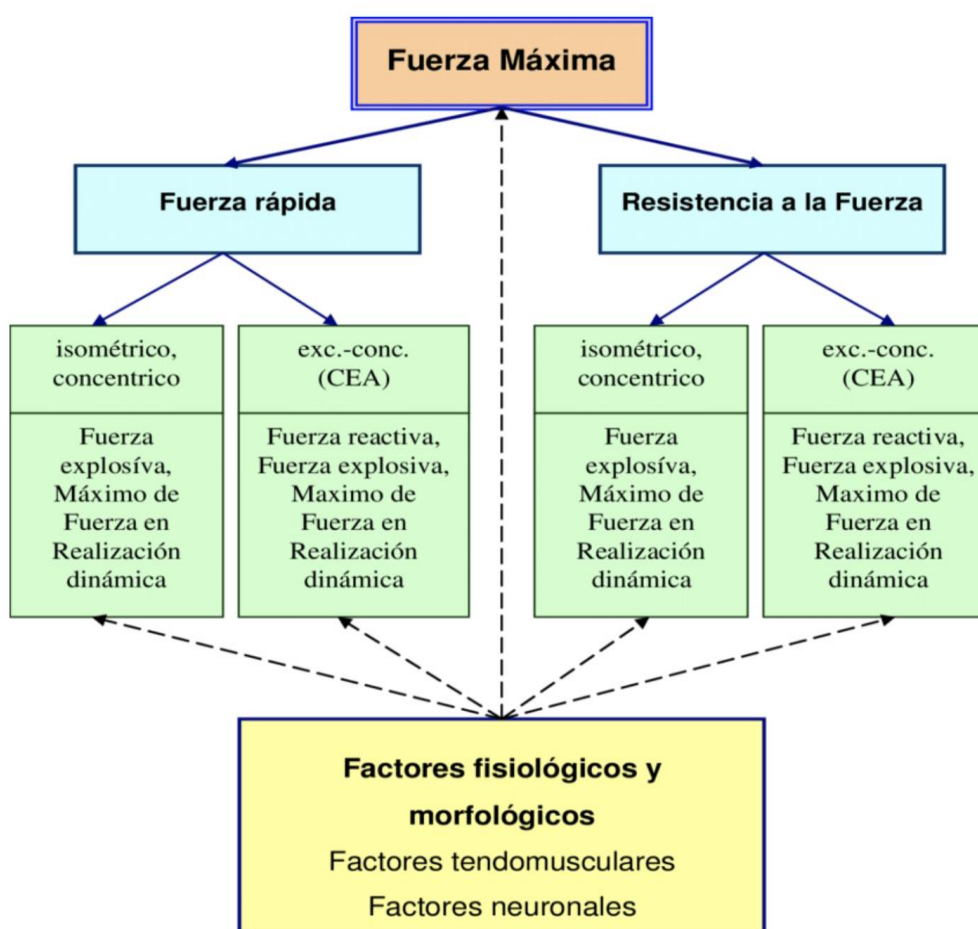 Fuerza Máxima
Fuerza rápida
Resistencia a la Fuerza
isométrico,
concentrico
Fuerza
explosíva,
Máximo de
Fuerza en
Realización
dinámica
exc.-conc.
(CEA)
Fuerza reactiva,
Fuerza explosiva,
Maximo de
Fuerza en
Realización
dinámica
isométrico,
concentrico
Fuerza
explosíva,
Máximo de
Fuerza en
Realización
dinámica
exc.-conc.
(CEA)
Fuerza reactiva,
Fuerza explosiva,
Maximo de
Fuerza en
Realización
dinámica
Factores fisiológicos y
morfológicos
Factores tendomusculares
Factores neuronales